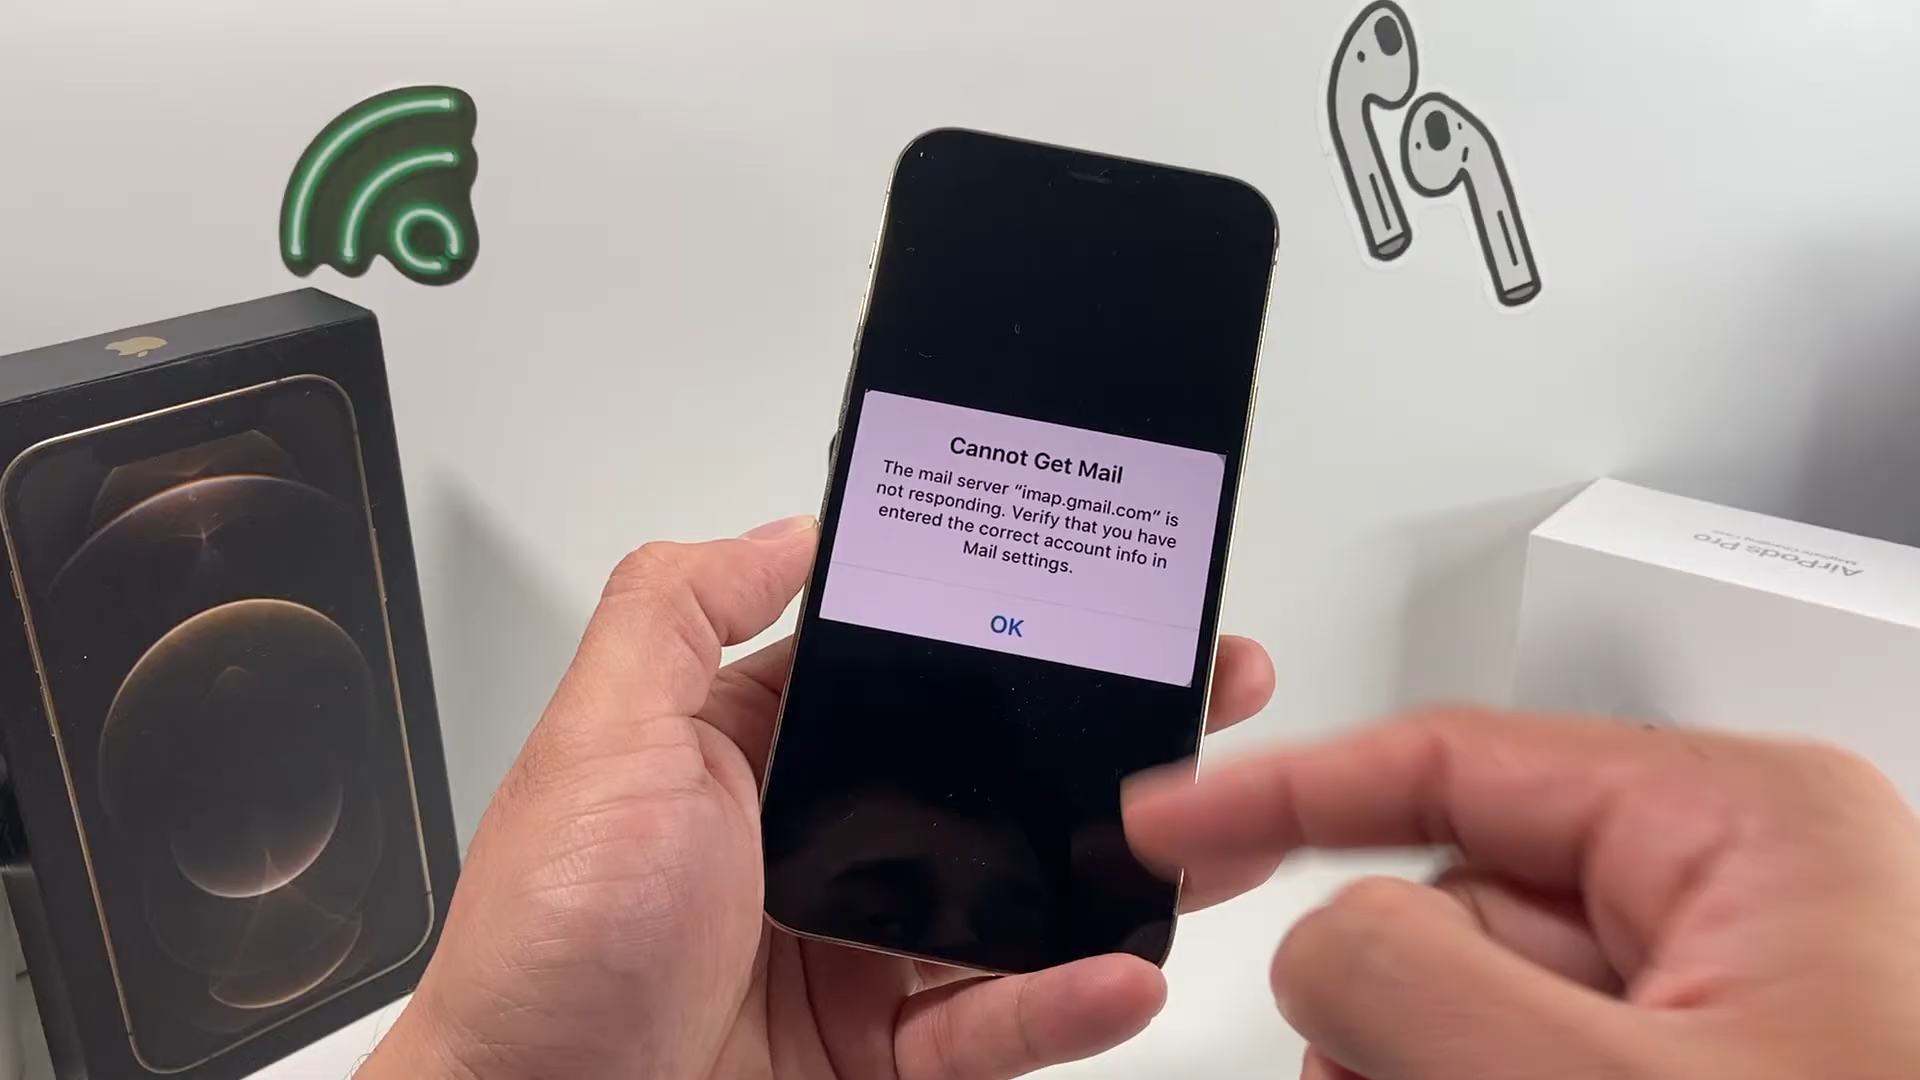 Cannot Get Mail
The mail server “imap.gmail.com” is
not responding. Verify that you have
entered the correct account info in
Mail settings.
OK
AirPods Pro